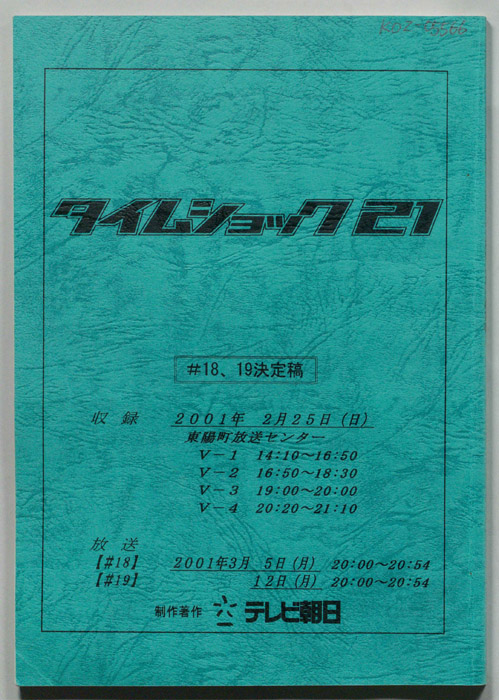 KDZ-05566
タイムショック21
#18、19決定稿
収 録 2001年 2月25日(日)
東陽町放送センター
V-1 14:10~16:50
V-2 16:50~18:30
V-3 19:00~20:00
V-4 20:20~21:10
放 送
【#18】 2001年3月 5日(月) 20:00~20:54
【#19】 12日(月) 20:00~20:54
制作著作 テレビ朝日